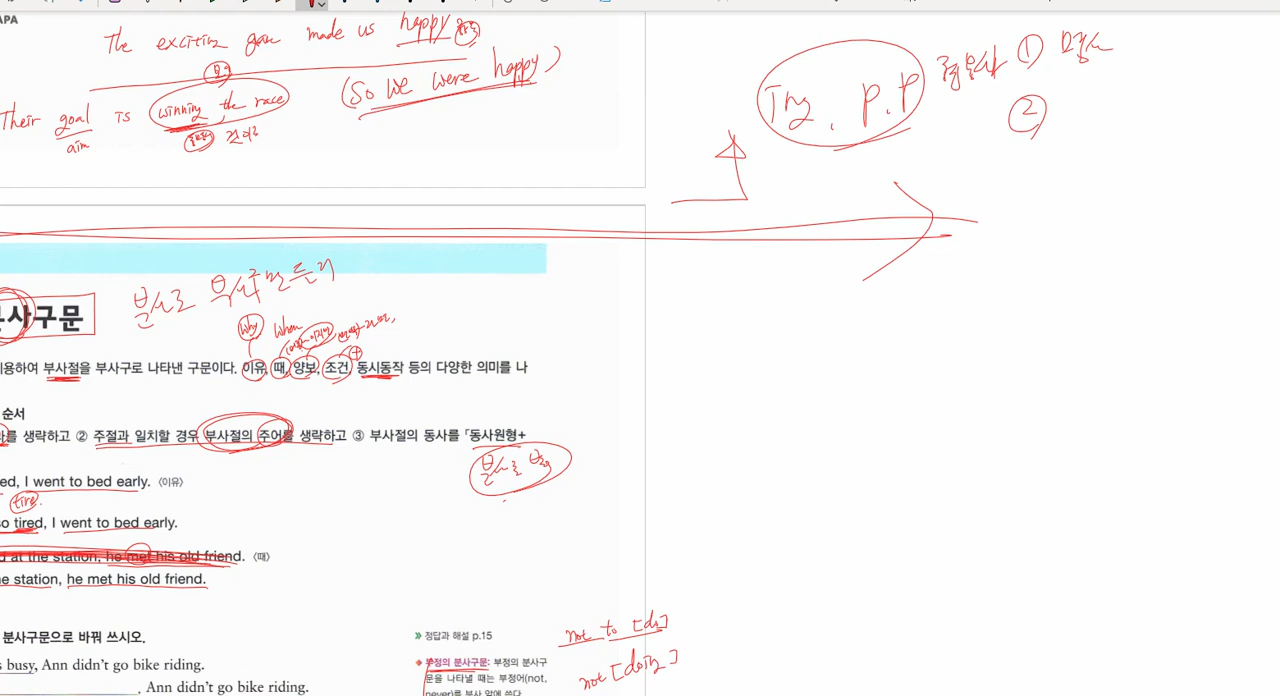 APA
The exciting game made us happy
(So we were happy)
Their goal is winning the race
aim
Ing, p.p 형용사 ① 명사
②
분사로 부사구 만들기
분사구문
Why When
용하여 부사절을 부사구로 나타낸 구문이다. 이유, 때, 양보, 조건, 동시동작 등의 다양한 의미를 나
순서
를 생략하고 ② 주절과 일치할 경우 부사절의 주어를 생략하고 ③ 부사절의 동사를 「동사원형+
분사로
ed, I went to bed early. 〈이유〉
tire
so tired, I went to bed early.
d at the station, he met his old friend. 〈때〉
he station, he met his old friend.
분사구문으로 바꿔 쓰시오.
» 정답과 해설 p.15
not to [do]
s busy, Ann didn't go bike riding.
부정의 분사구문: 부정의 분사구
not [doing]
, Ann didn't go bike riding.
문을 나타낼 때는 부정어(not,
never)를 분사 앞에 쓴다.